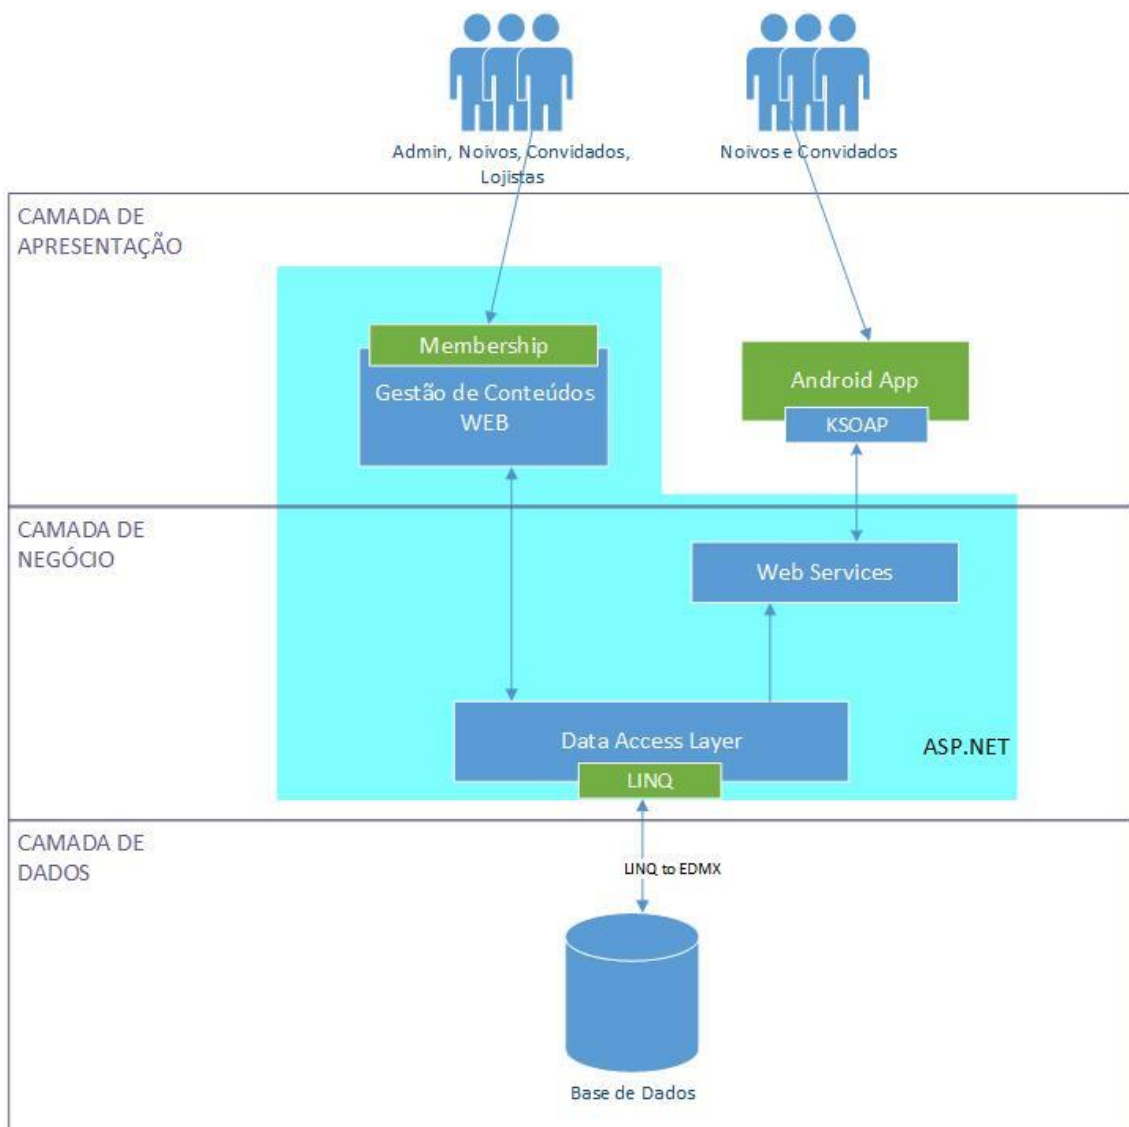 Admin, Noivos, Convidados,
Lojistas
Noivos e Convidados
CAMADA DE
APRESENTAÇÃO
Membership
Gestão de Conteúdos
WEB
Android App
KSOAP
CAMADA DE
NEGÓCIO
Web Services
Data Access Layer
ASP.NET
LINQ
CAMADA DE
DADOS
LINQ to EDMX
Base de Dados